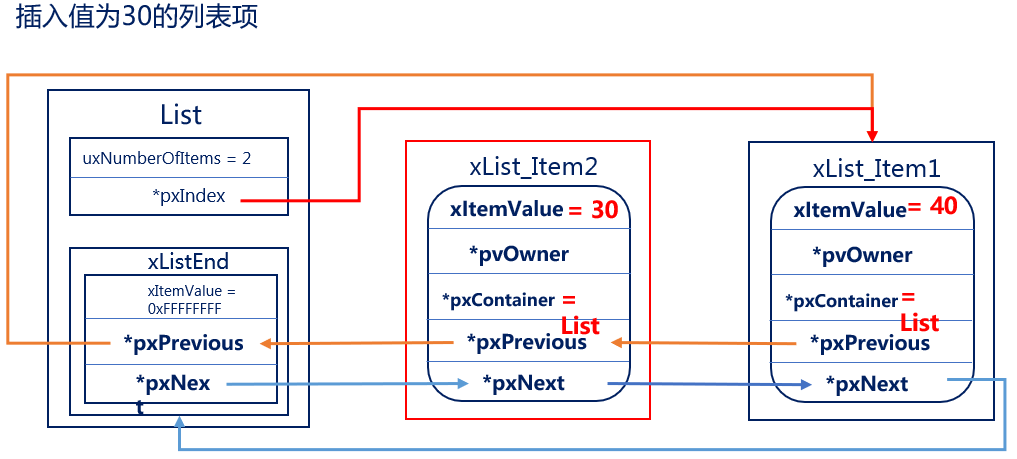 插入值为30的列表项
List
uxNumberOfItems = 2
*pxIndex
xListEnd
xItemValue =
0xFFFFFFFF
*pxPrevious
*pxNex
t
xList_Item2
xItemValue = 30
*pvOwner
*pxContainer =
List
*pxPrevious
*pxNext
xList_Item1
xItemValue = 40
*pvOwner
*pxContainer =
List
*pxPrevious
*pxNext